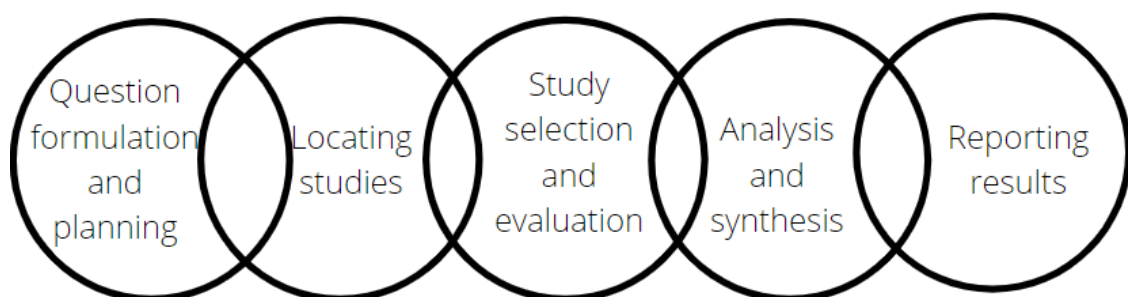 Question
formulation
and
planning
Locating
studies
Study
selection
and
evaluation
Analysis
and
synthesis
Reporting
results